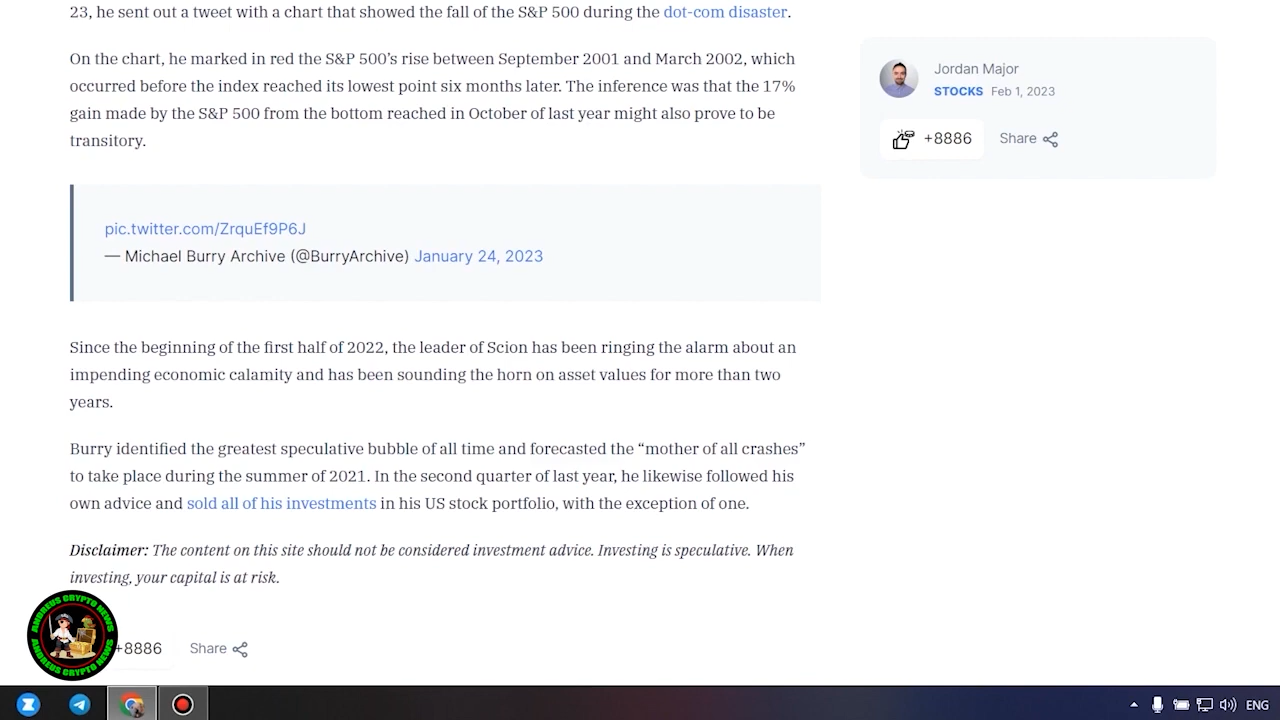 23, he sent out a tweet with a chart that showed the fall of the S&P 500 during the dot-com disaster.
On the chart, he marked in red the S&P 500's rise between September 2001 and March 2002, which
occurred before the index reached its lowest point six months later. The inference was that the 17%
gain made by the S&P 500 from the bottom reached in October of last year might also prove to be
transitory.
pic.twitter.com/ZrquEf9P6J
— Michael Burry Archive (@BurryArchive) January 24, 2023
Since the beginning of the first half of 2022, the leader of Scion has been ringing the alarm about an
impending economic calamity and has been sounding the horn on asset values for more than two
years.
Burry identified the greatest speculative bubble of all time and forecasted the “mother of all crashes”
to take place during the summer of 2021. In the second quarter of last year, he likewise followed his
own advice and sold all of his investments in his US stock portfolio, with the exception of one.
Disclaimer: The content on this site should not be considered investment advice. Investing is speculative. When
investing, your capital is at risk.
+8886 Share
Jordan Major
STOCKS Feb 1, 2023
+8886 Share
ANDREUS CRYPTO NEWS
ANDREUS CRYPTO NEWS
ENG